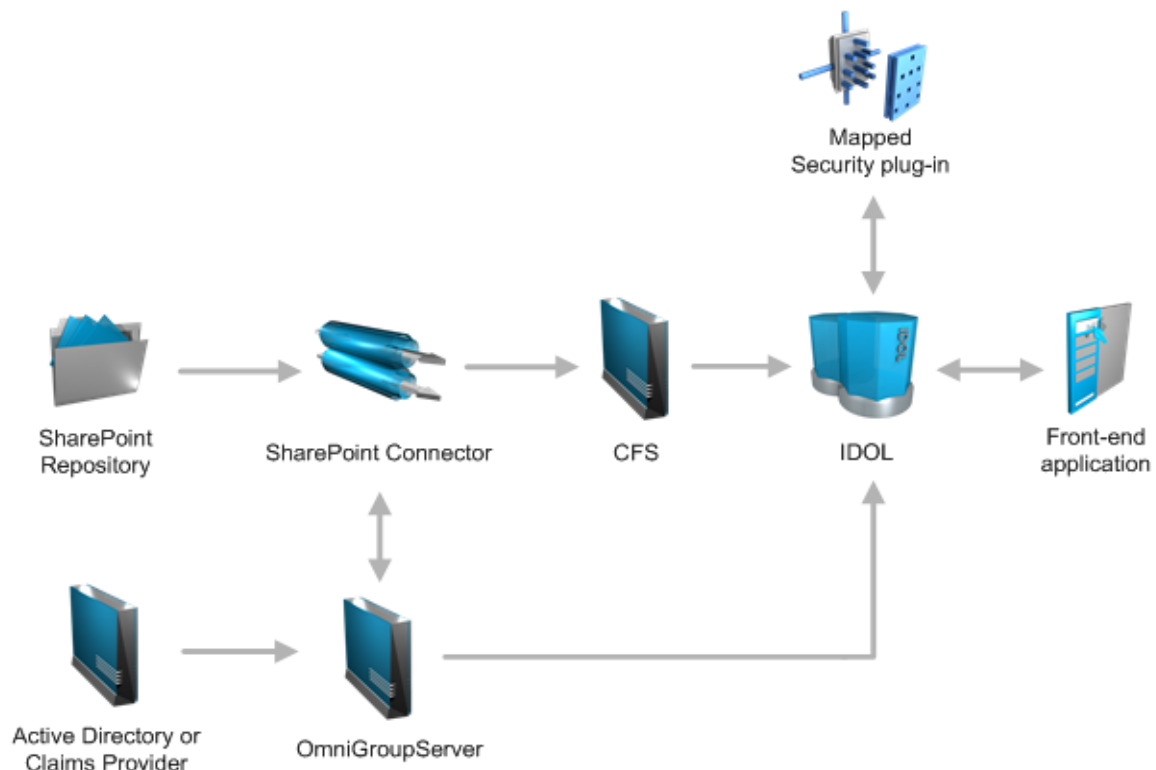 Mapped
Security plug-in
IDOL
SharePoint
Repository
SharePoint Connector
CFS
IDOL
Front-end
application
Active Directory or
Claims Provider
OmniGroupServer